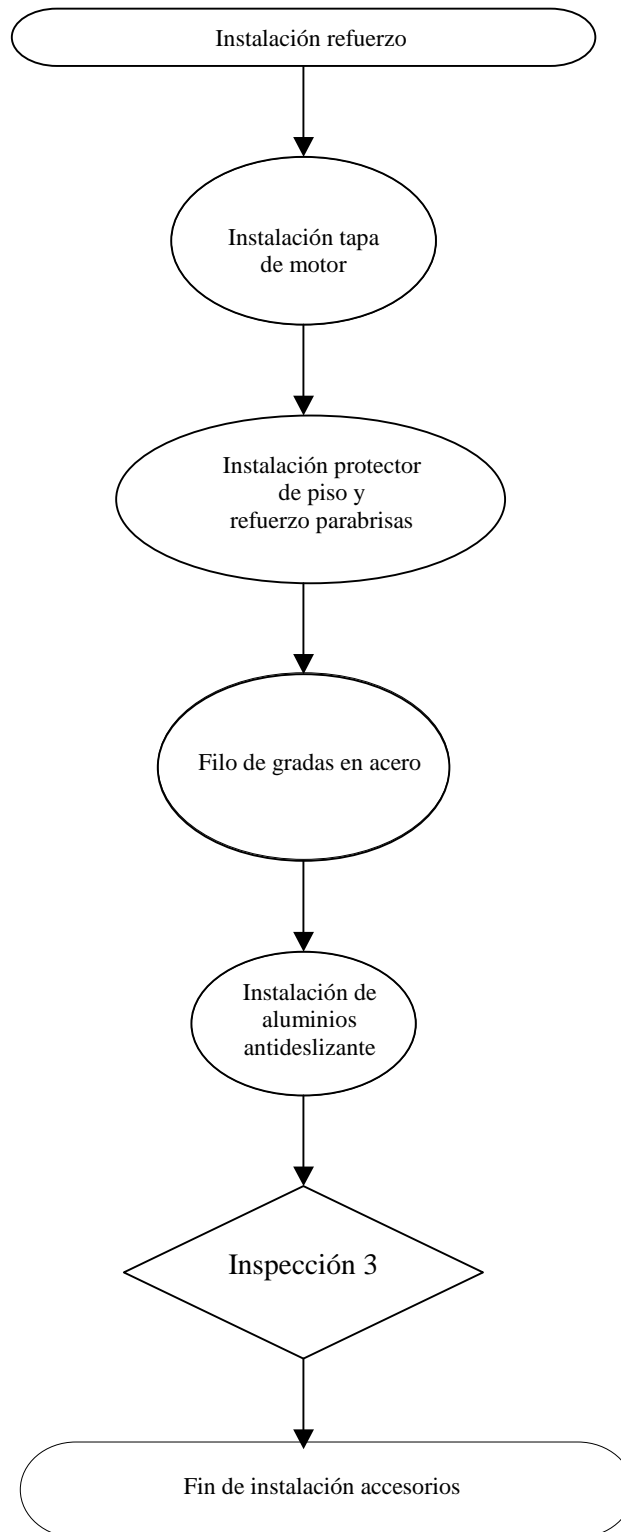 Instalación refuerzo
Instalación tapa
de motor
Instalación protector
de piso y
refuerzo parabrisas
Filo de gradas en acero
Instalación de
aluminios
antideslizante
Inspección 3
Fin de instalación accesorios